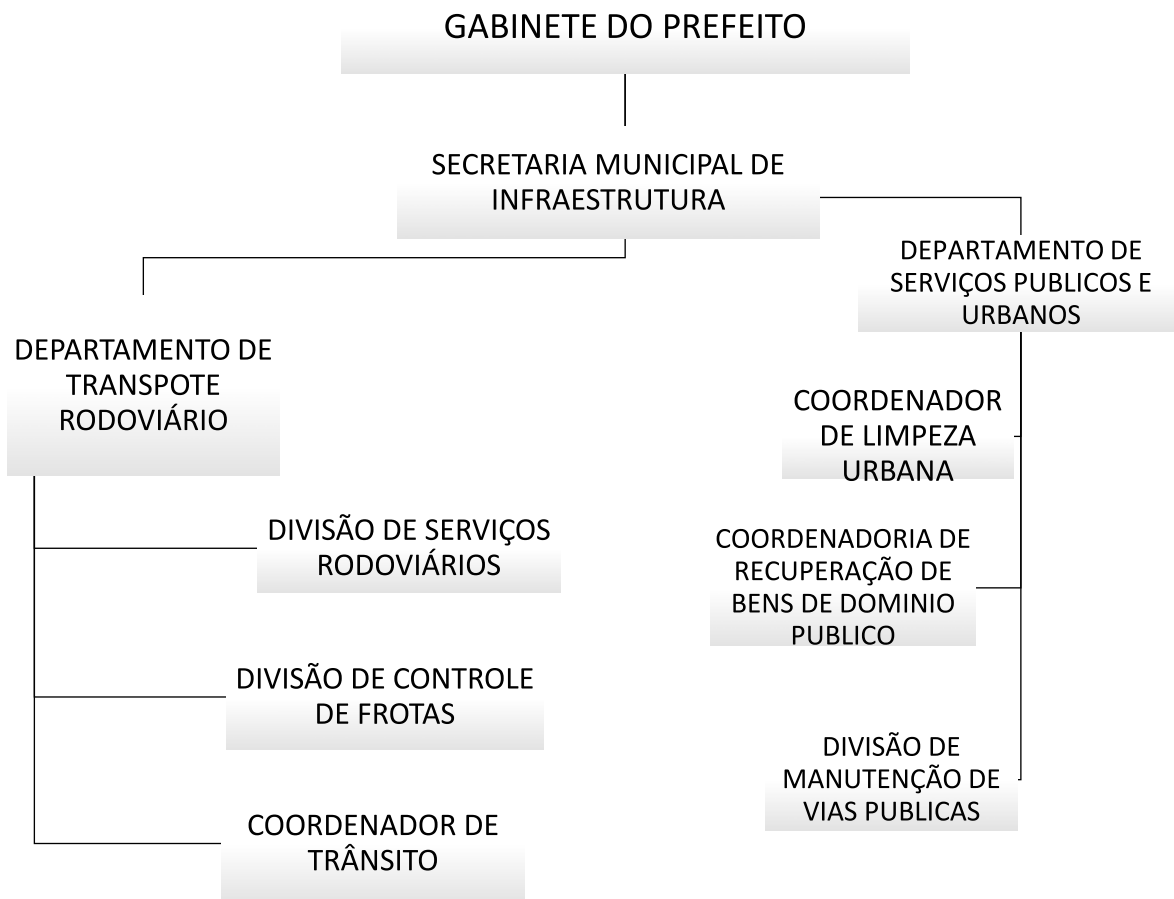 GABINETE DO PREFEITO
SECRETARIA MUNICIPAL DE
INFRAESTRUTURA
DEPARTAMENTO DE
SERVIÇOS PUBLICOS E
URBANOS
DEPARTAMENTO DE
TRANSPOTE
RODOVIÁRIO
COORDENADOR
DE LIMPEZA
URBANA
DIVISÃO DE SERVIÇOS
RODOVIÁRIOS
COORDENADORIA DE
RECUPERAÇÃO DE
BENS DE DOMINIO
PUBLICO
DIVISÃO DE CONTROLE
DE FROTAS
DIVISÃO DE
MANUTENÇÃO DE
VIAS PUBLICAS
COORDENADOR DE
TRÂNSITO